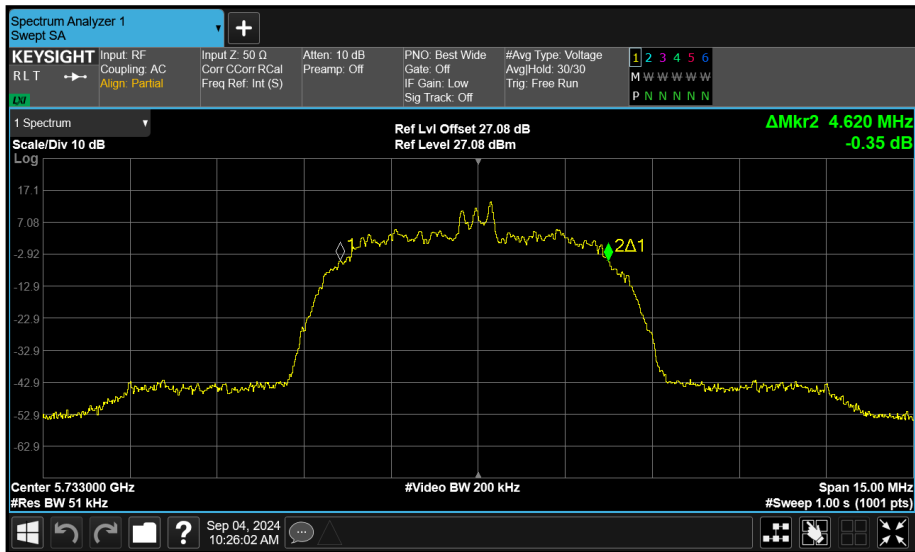 Spectrum Analyzer 1
Swept SA
KEYSIGHT
RLT
LXI
Input: RF
Coupling: AC
Align: Partial
Input Z: 50 Ω
Corr CCorr RCal
Freq Ref: Int (S)
Atten: 10 dB
Preamp: Off
PNO: Best Wide
Gate: Off
IF Gain: Low
Sig Track: Off
#Avg Type: Voltage
Avg|Hold: 30/30
Trig: Free Run
1 2 3 4 5 6
M W W W W W
P N N N N N
1 Spectrum
Scale/Div 10 dB
Ref Lvl Offset 27.08 dB
Ref Level 27.08 dBm
ΔMkr2 4.620 MHz
-0.35 dB
Log
17.1
7.08
-2.92
-12.9
-22.9
-32.9
-42.9
-52.9
-62.9
1
2Δ1
Center 5.733000 GHz
#Res BW 51 kHz
#Video BW 200 kHz
Span 15.00 MHz
#Sweep 1.00 s (1001 pts)
?
Sep 04, 2024
10:26:02 AM